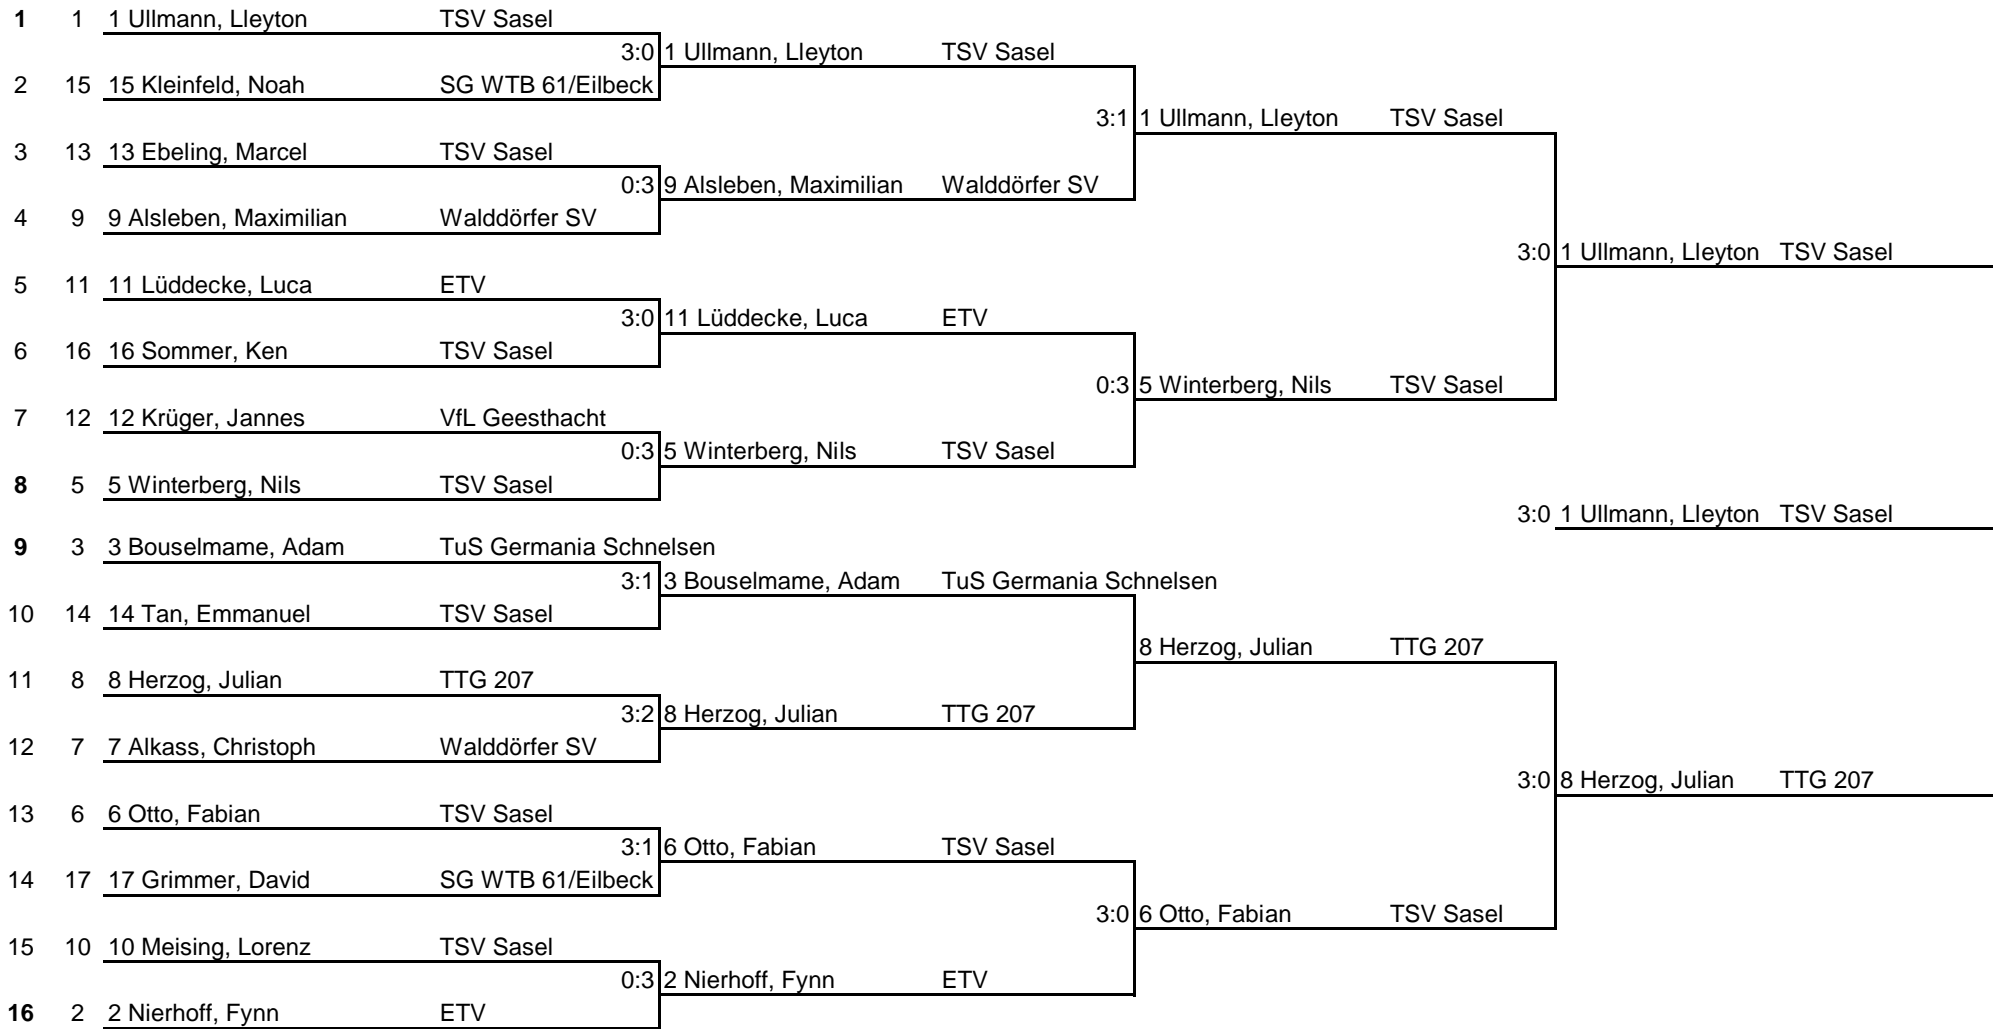 1 1 1 Ullmann, Lleyton TSV Sasel
3:0 1 Ullmann, Lleyton TSV Sasel
2 15 15 Kleinfeld, Noah SG WTB 61/Eilbeck
3:1 1 Ullmann, Lleyton TSV Sasel
3 13 13 Ebeling, Marcel TSV Sasel
0:3 9 Alsleben, Maximilian Walddörfer SV
4 9 9 Alsleben, Maximilian Walddörfer SV
3:0 1 Ullmann, Lleyton TSV Sasel
5 11 11 Lüddecke, Luca ETV
3:0 11 Lüddecke, Luca ETV
6 16 16 Sommer, Ken TSV Sasel
0:3 5 Winterberg, Nils TSV Sasel
7 12 12 Krüger, Jannes VfL Geesthacht
0:3 5 Winterberg, Nils TSV Sasel
8 5 5 Winterberg, Nils TSV Sasel
3:0 1 Ullmann, Lleyton TSV Sasel
9 3 3 Bouselmame, Adam TuS Germania Schnelsen
3:1 3 Bouselmame, Adam TuS Germania Schnelsen
10 14 14 Tan, Emmanuel TSV Sasel
8 Herzog, Julian TTG 207
11 8 8 Herzog, Julian TTG 207
3:2 8 Herzog, Julian TTG 207
12 7 7 Alkass, Christoph Walddörfer SV
3:0 8 Herzog, Julian TTG 207
13 6 6 Otto, Fabian TSV Sasel
3:1 6 Otto, Fabian TSV Sasel
14 17 17 Grimmer, David SG WTB 61/Eilbeck
3:0 6 Otto, Fabian TSV Sasel
15 10 10 Meising, Lorenz TSV Sasel
0:3 2 Nierhoff, Fynn ETV
16 2 2 Nierhoff, Fynn ETV